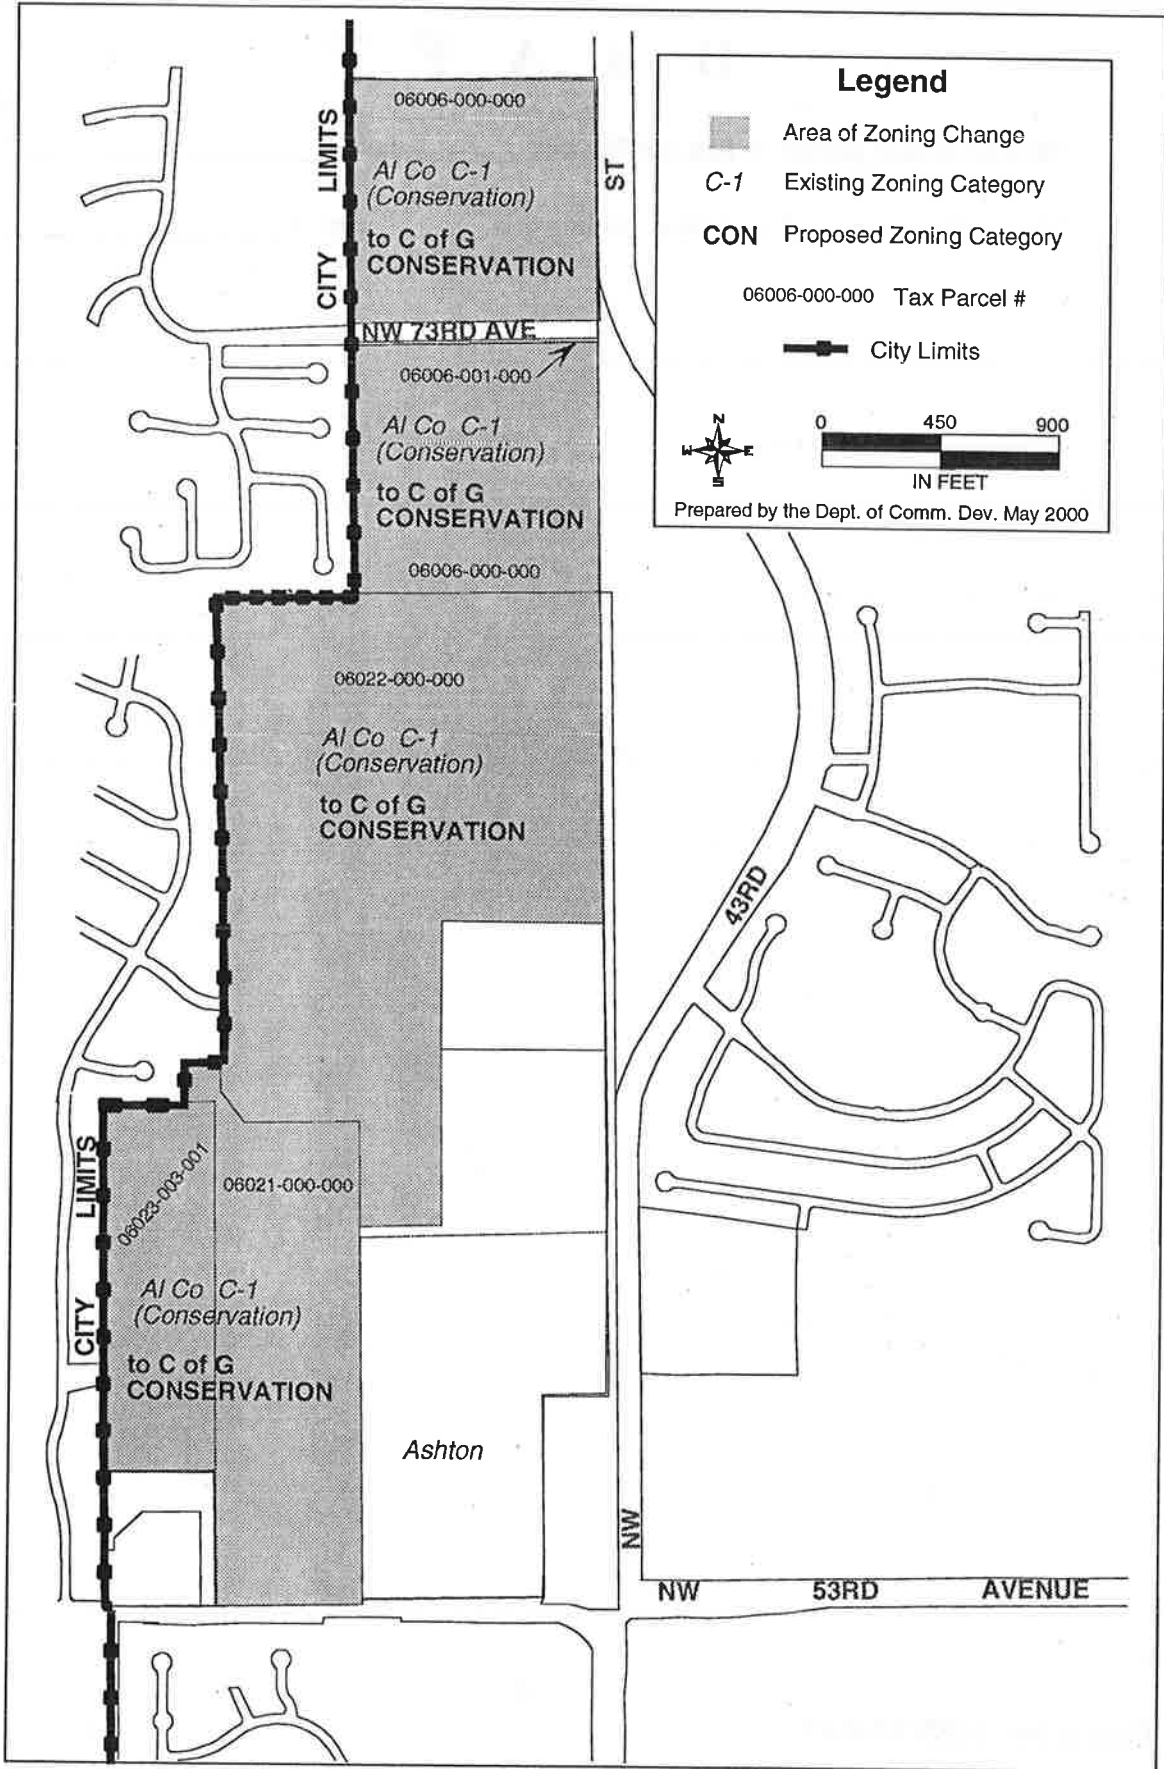 Legend
Area of Zoning Change
C-1 Existing Zoning Category
CON Proposed Zoning Category
06006-000-000 Tax Parcel #
City Limits
N
W E
S
0 450 900
IN FEET
Prepared by the Dept. of Comm. Dev. May 2000
CITY LIMITS
06006-000-000
Al Co C-1
(Conservation)
to C of G
CONSERVATION
ST
NW 73RD AVE
06006-001-000
Al Co C-1
(Conservation)
to C of G
CONSERVATION
06006-000-000
06022-000-000
Al Co C-1
(Conservation)
to C of G
CONSERVATION
43RD
CITY LIMITS
06023-003-001
06021-000-000
Al Co C-1
(Conservation)
to C of G
CONSERVATION
Ashton
NW
NW 53RD AVENUE